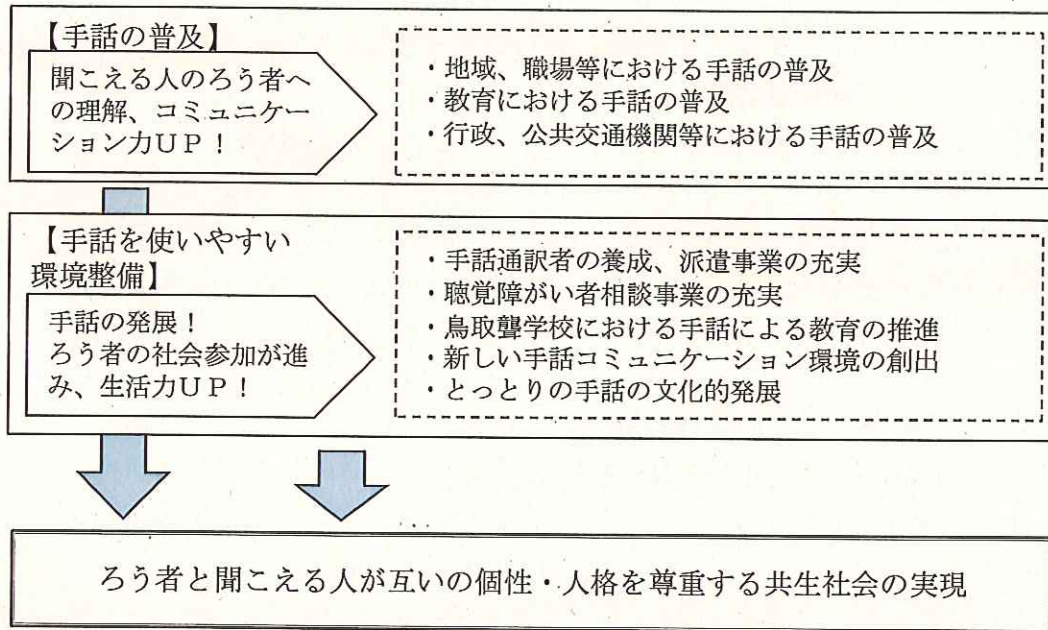 【手話の普及】
聞こえる人のろう者へ
の理解、コミュニケー
ション力UP！
・地域、職場等における手話の普及
・教育における手話の普及
・行政、公共交通機関等における手話の普及
【手話を使いやすい
環境整備】
手話の発展！
ろう者の社会参加が進
み、生活力UP！
・手話通訳者の養成、派遣事業の充実
・聴覚障がい者相談事業の充実
・鳥取聾学校における手話による教育の推進
・新しい手話コミュニケーション環境の創出
・とっとりの手話の文化的発展
ろう者と聞こえる人が互いの個性・人格を尊重する共生社会の実現